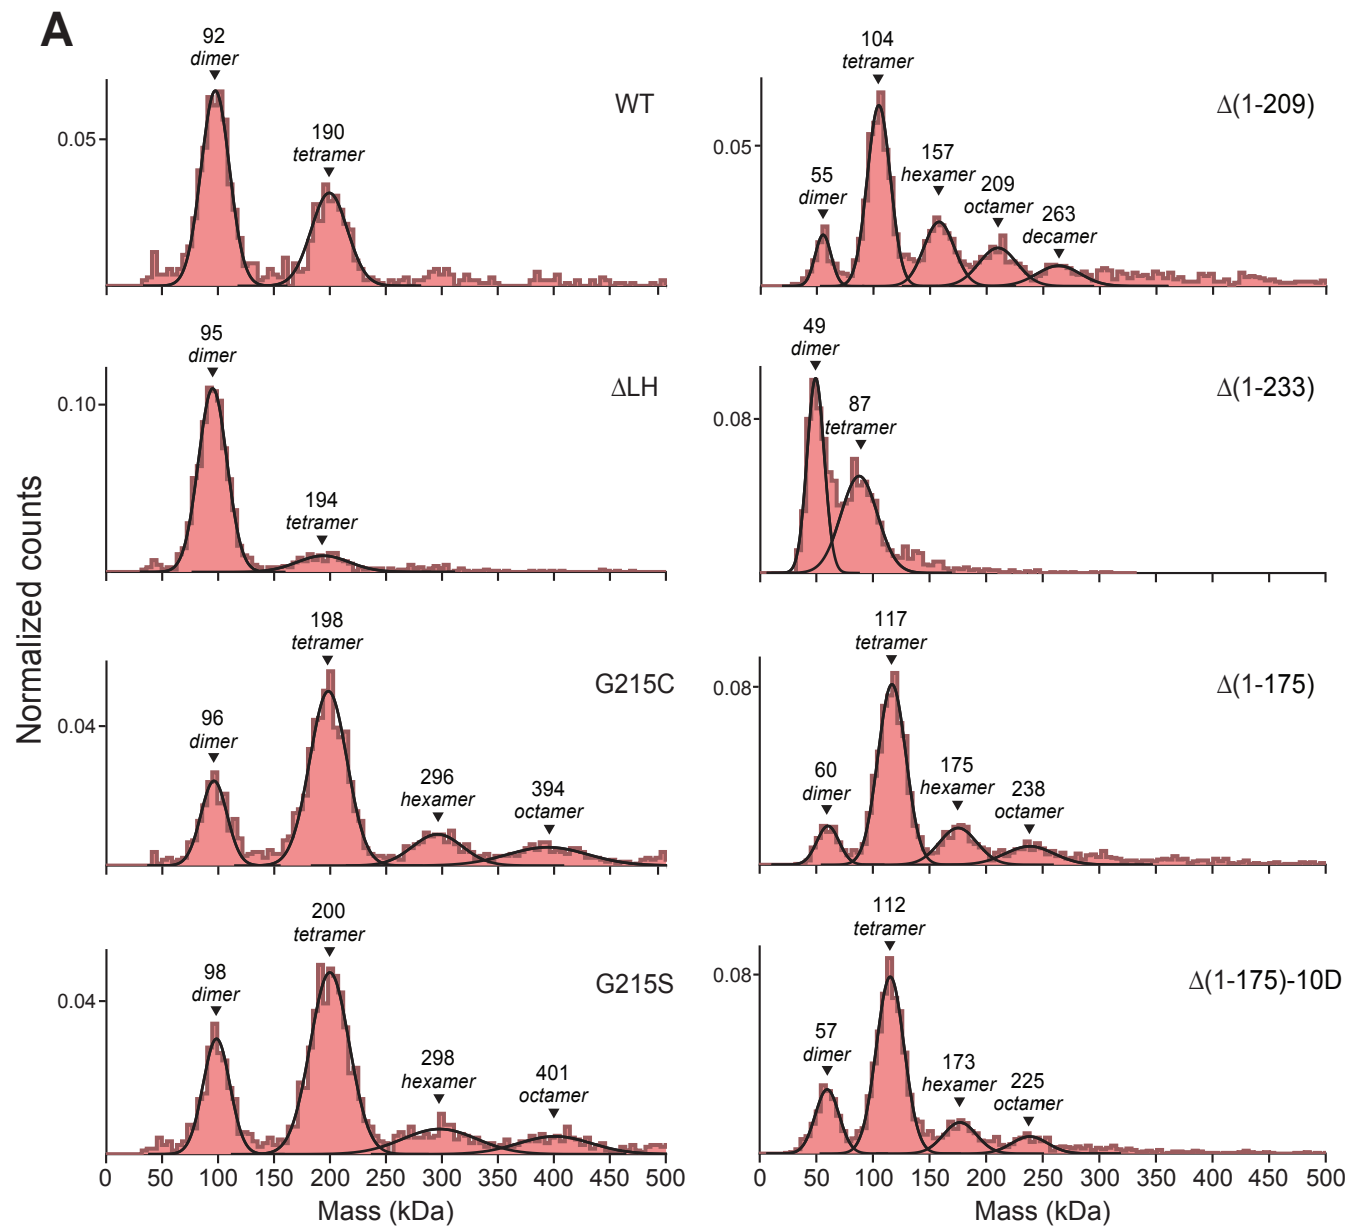 A
Normalized counts
92
dimer
190
tetramer
WT
0.05
95
dimer
194
tetramer
ΔLH
0.10
198
tetramer
96
dimer
296
hexamer
394
octamer
G215C
0.04
200
tetramer
98
dimer
298
hexamer
401
octamer
G215S
0.04
0 50 100 150 200 250 300 350 400 450 500
Mass (kDa)
104
tetramer
55
dimer
157
hexamer
209
octamer
263
decamer
Δ(1-209)
0.05
49
dimer
87
tetramer
Δ(1-233)
0.08
117
tetramer
60
dimer
175
hexamer
238
octamer
Δ(1-175)
0.08
112
tetramer
57
dimer
173
hexamer
225
octamer
Δ(1-175)-10D
0.08
0 50 100 150 200 250 300 350 400 450 500
Mass (kDa)